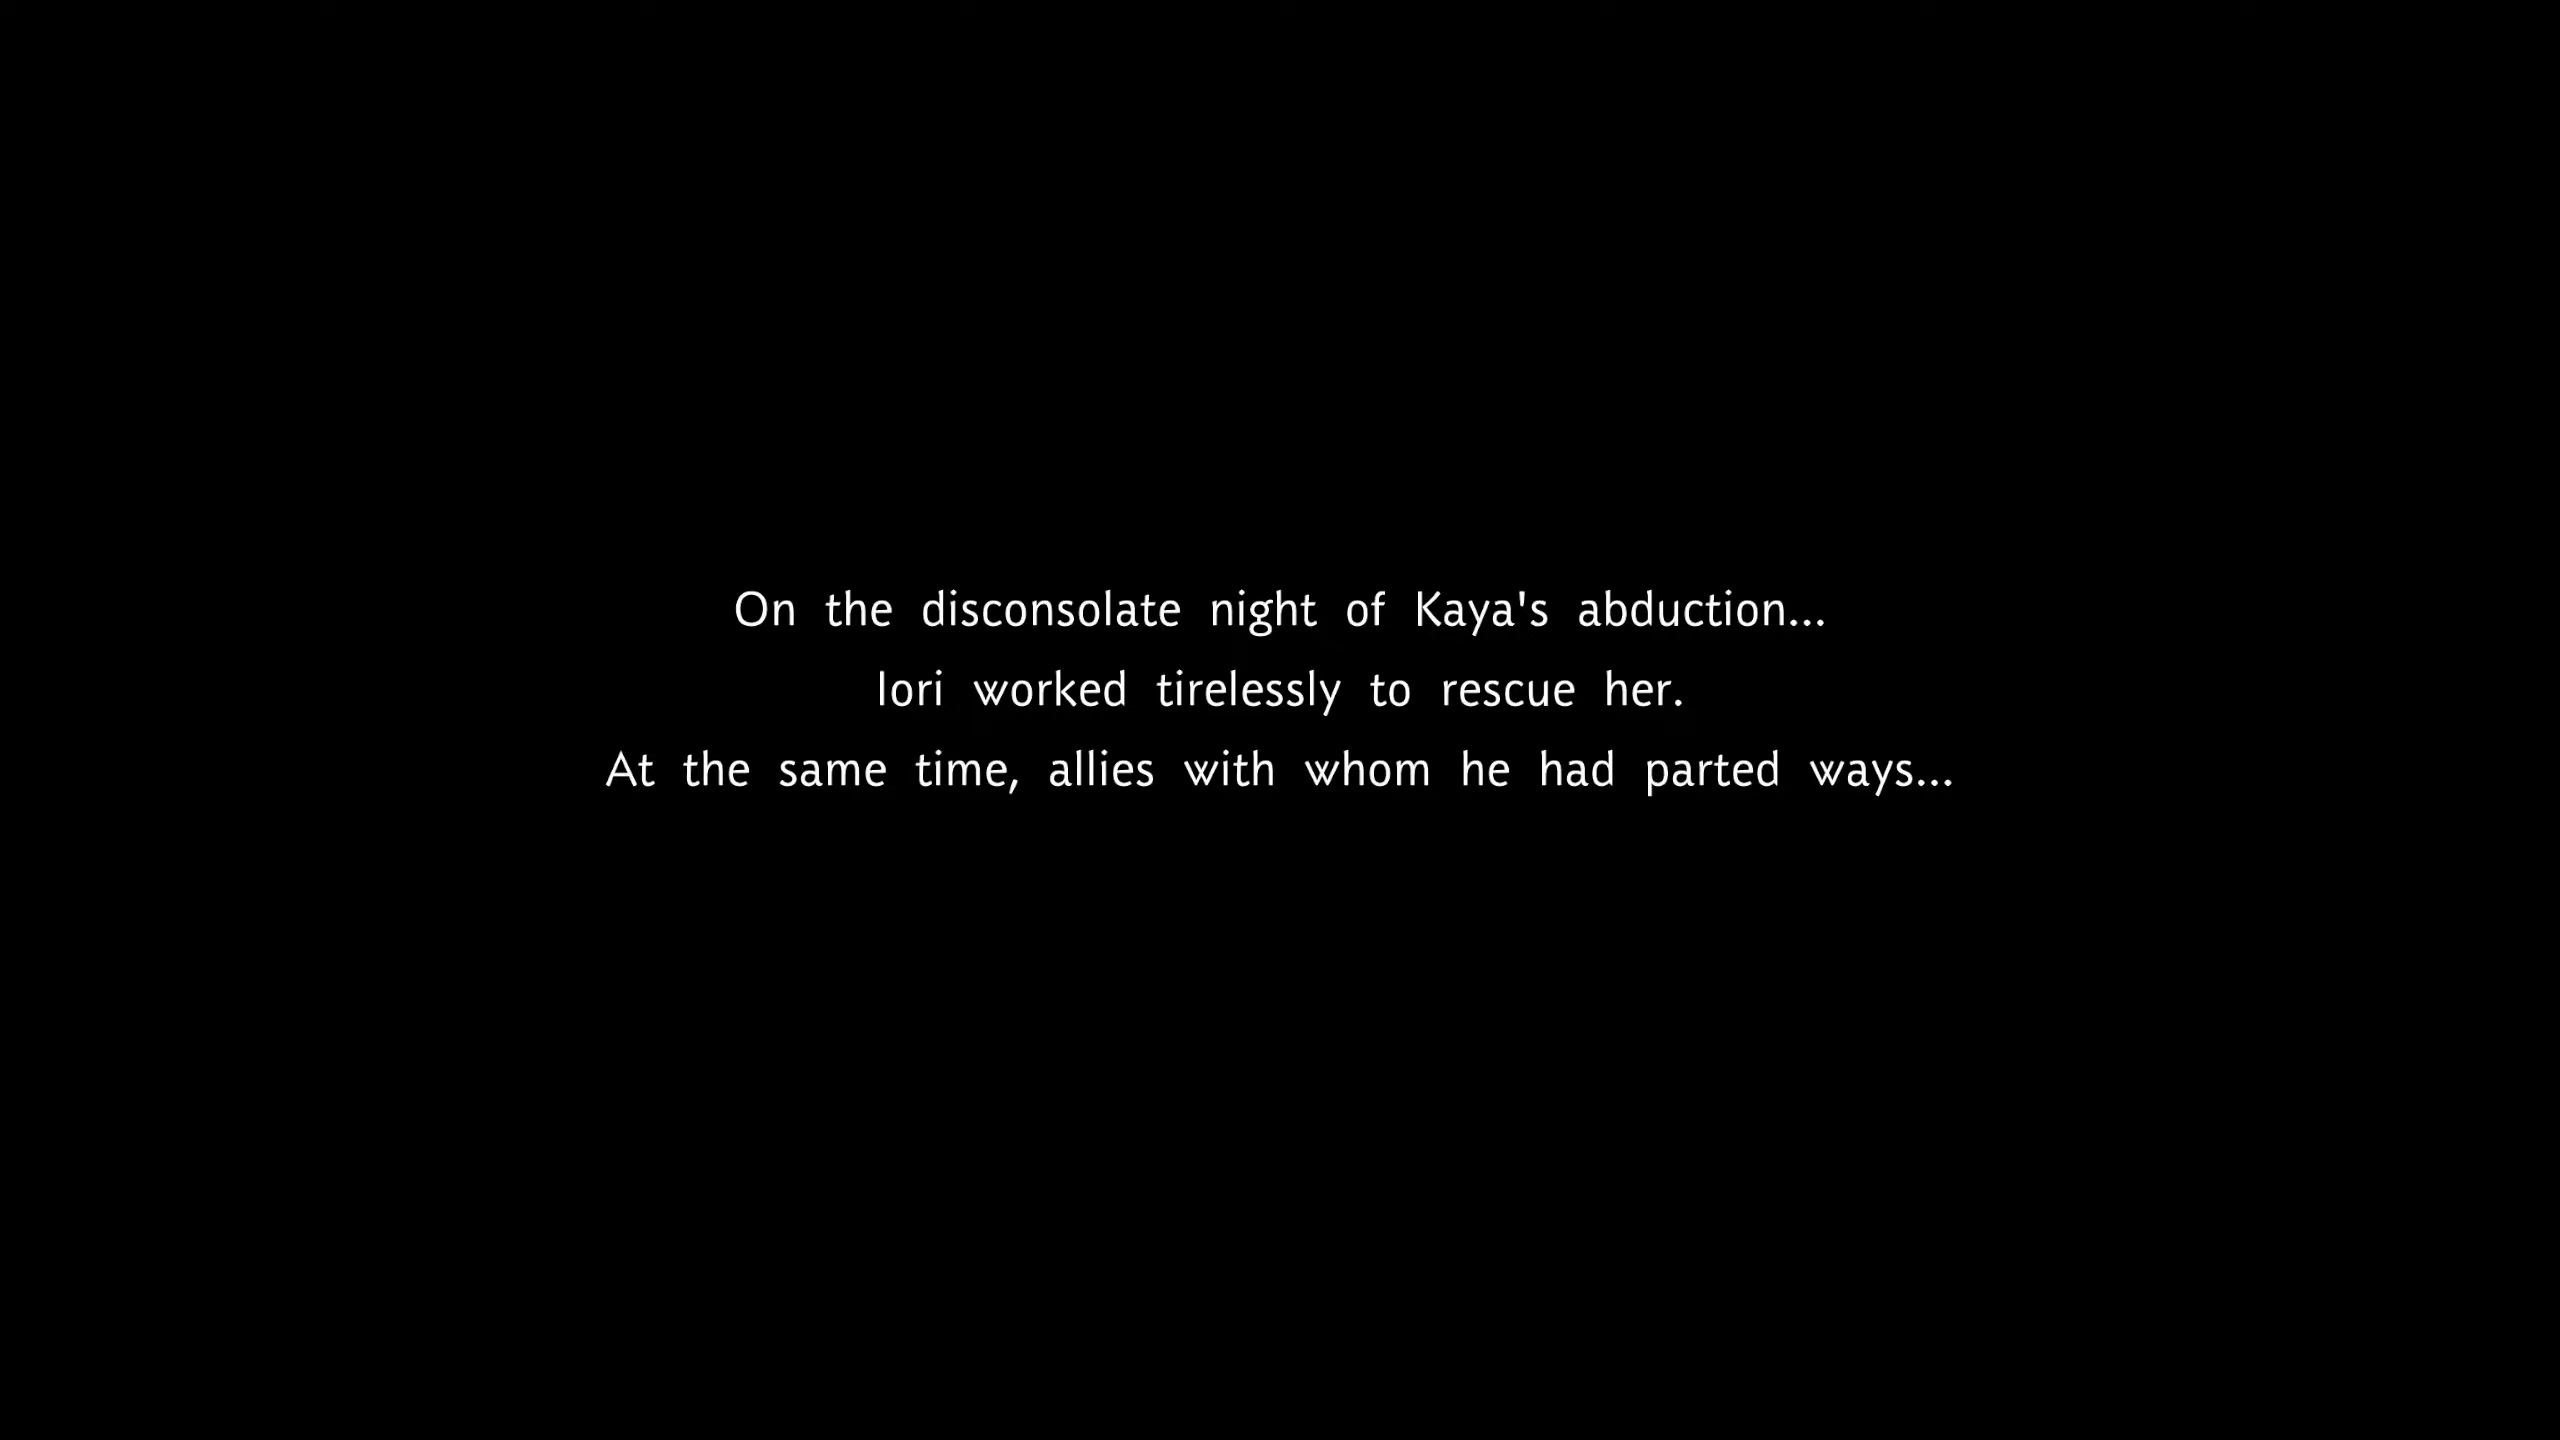 On the disconsolate night of Kaya's abduction...
Iori worked tirelessly to rescue her.
At the same time, allies with whom he had parted ways...